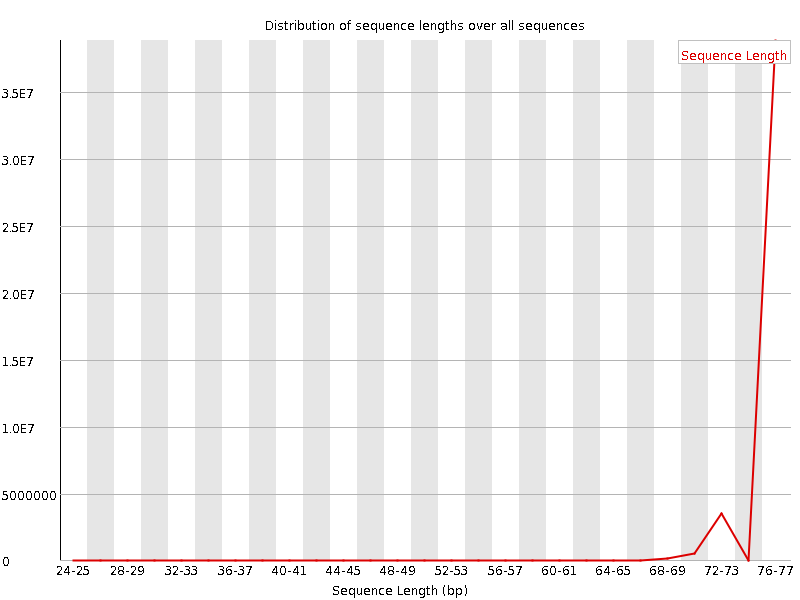 Distribution of sequence lengths over all sequences
Sequence Length
3.5E7
3.0E7
2.5E7
2.0E7
1.5E7
1.0E7
5000000
0
24-25 28-29 32-33 36-37 40-41 44-45 48-49 52-53 56-57 60-61 64-65 68-69 72-73 76-77
Sequence Length (bp)